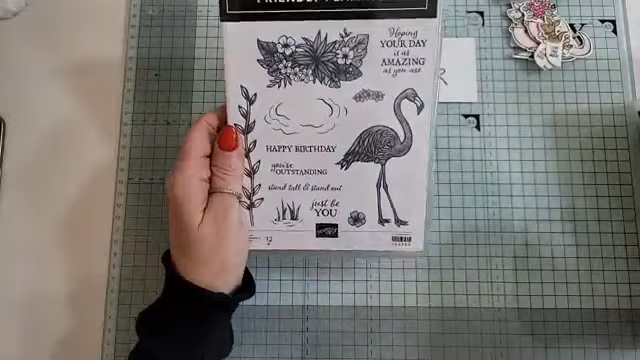 Hoping
YOUR DAY
is as
AMAZING
as you are
HAPPY BIRTHDAY
you're
OUTSTANDING
stand tall & stand out
just be
YOU
12